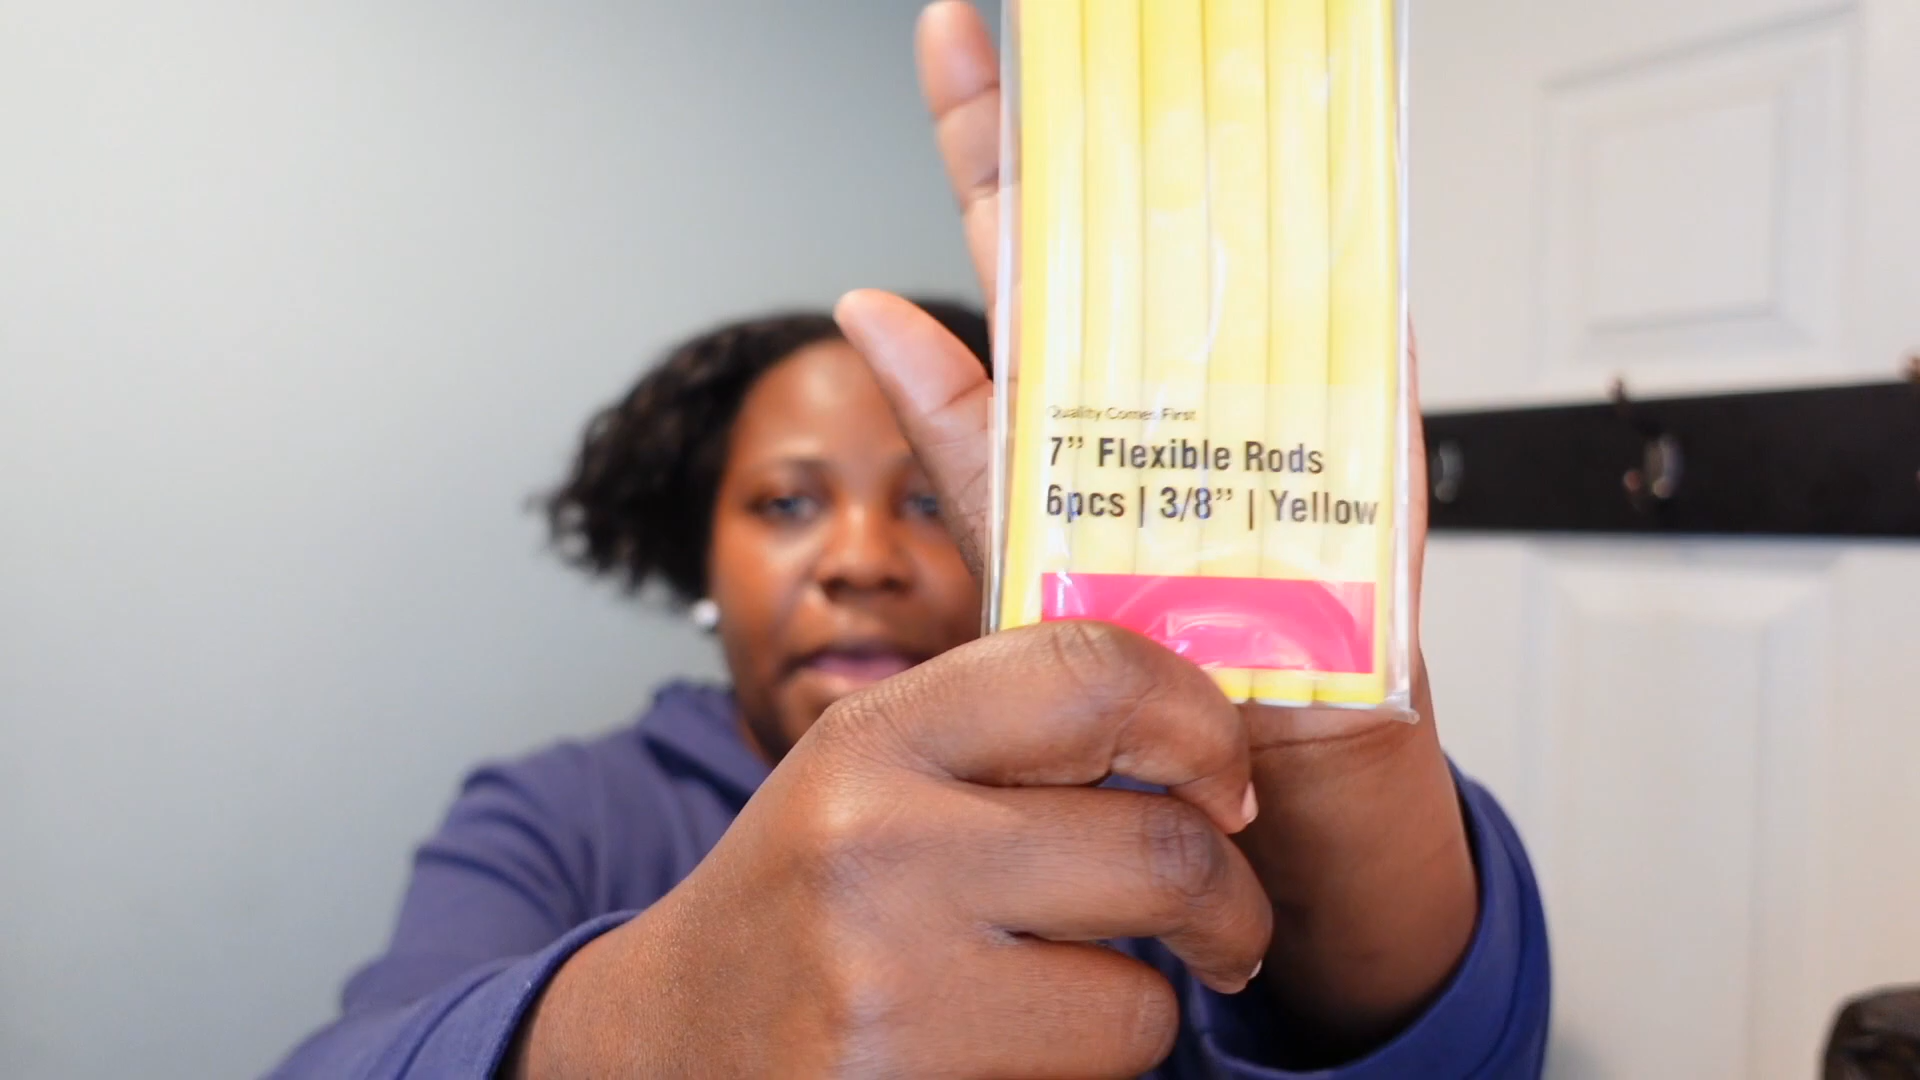 Quality Comes First
7” Flexible Rods
6pcs | 3/8” | Yellow